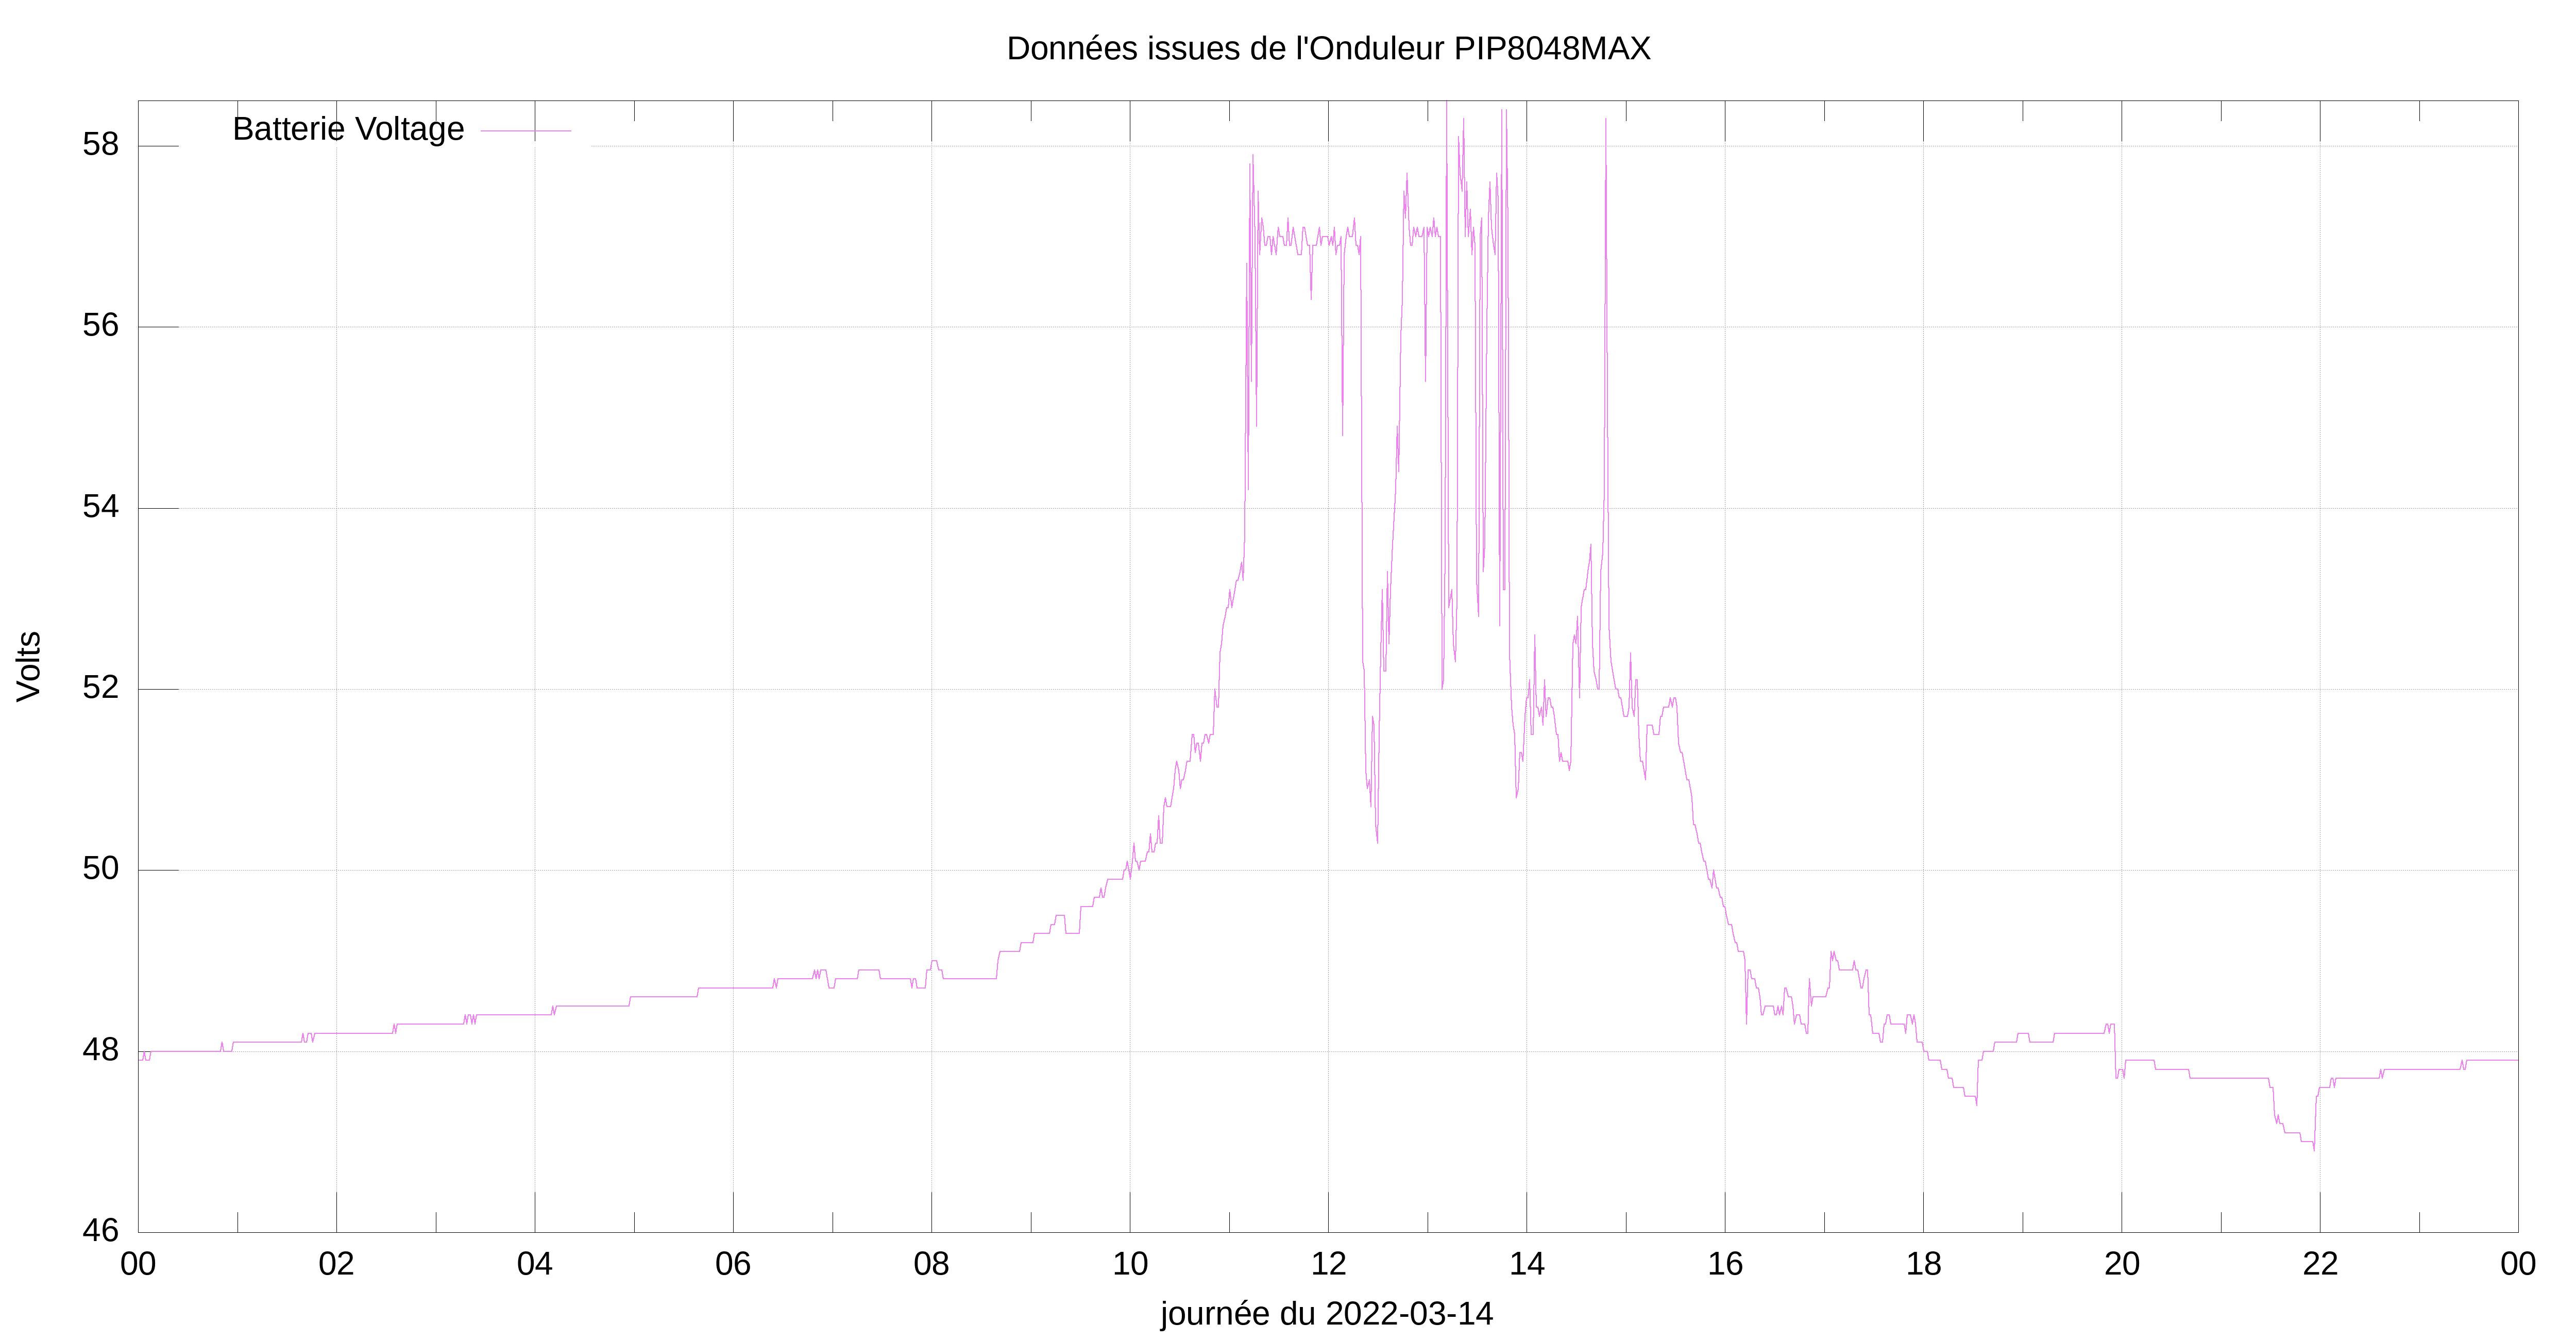 Données issues de l'Onduleur PIP8048MAX
Batterie Voltage
58
56
54
52
50
48
46
Volts
00 02 04 06 08 10 12 14 16 18 20 22 00
journée du 2022-03-14